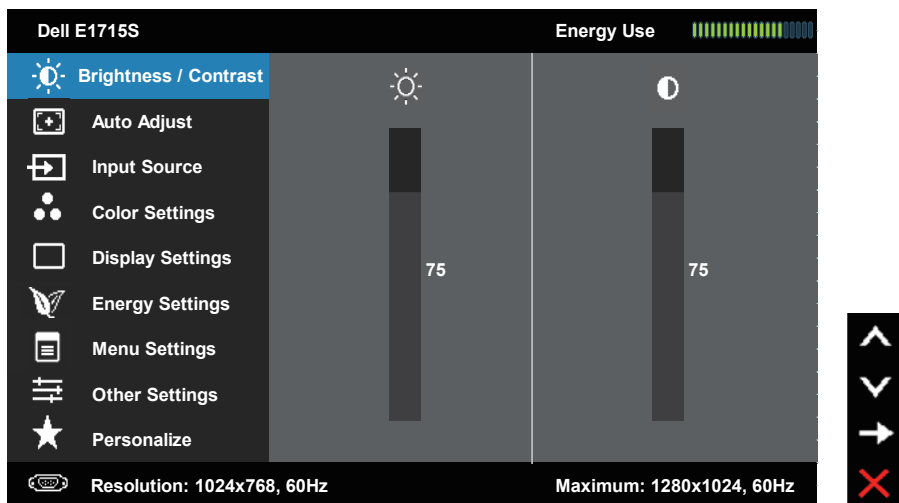 Dell E1715S Energy Use
Brightness / Contrast
Auto Adjust
Input Source
Color Settings
Display Settings
75 75
Energy Settings
Menu Settings
Other Settings
Personalize
Resolution: 1024x768, 60Hz Maximum: 1280x1024, 60Hz